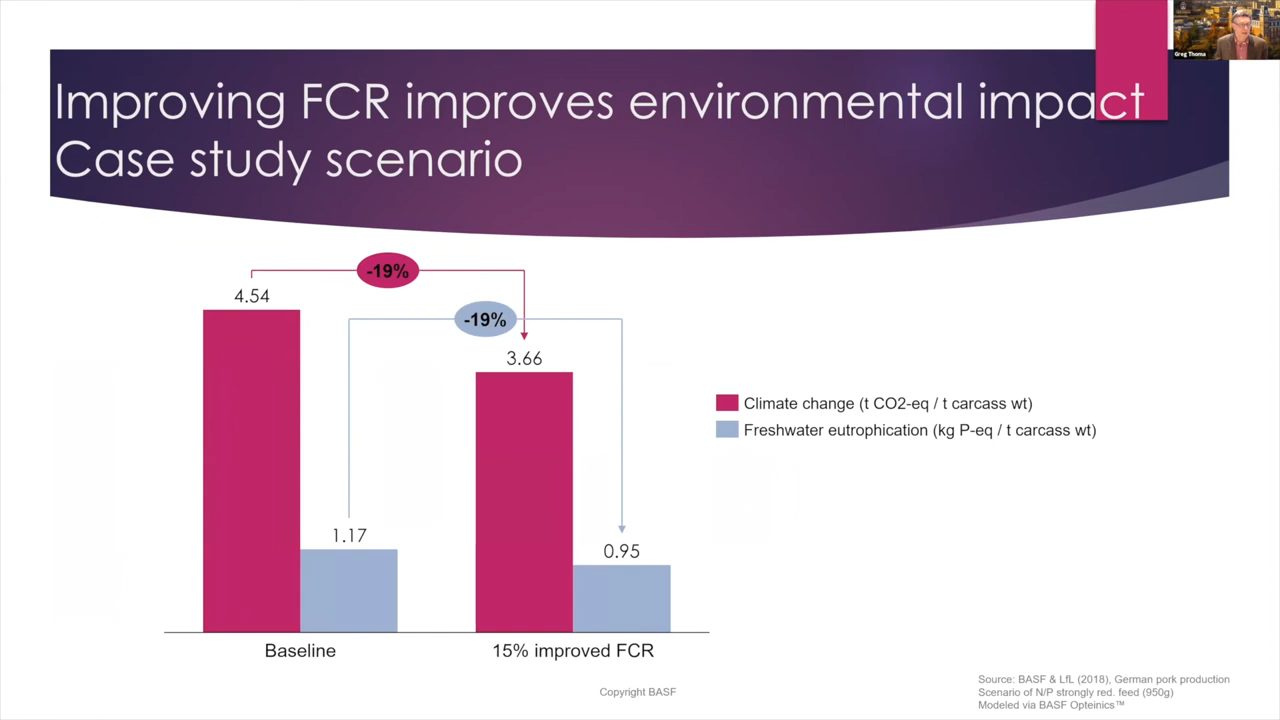 Greg Thoma
Improving FCR improves environmental impact
Case study scenario
-19%
4.54
-19%
3.66
Climate change (t CO2-eq / t carcass wt)
Freshwater eutrophication (kg P-eq / t carcass wt)
1.17
0.95
Baseline
15% improved FCR
Copyright BASF
Source: BASF & LfL (2018), German pork production
Scenario of N/P strongly red. feed (950g)
Modeled via BASF Opteinics™